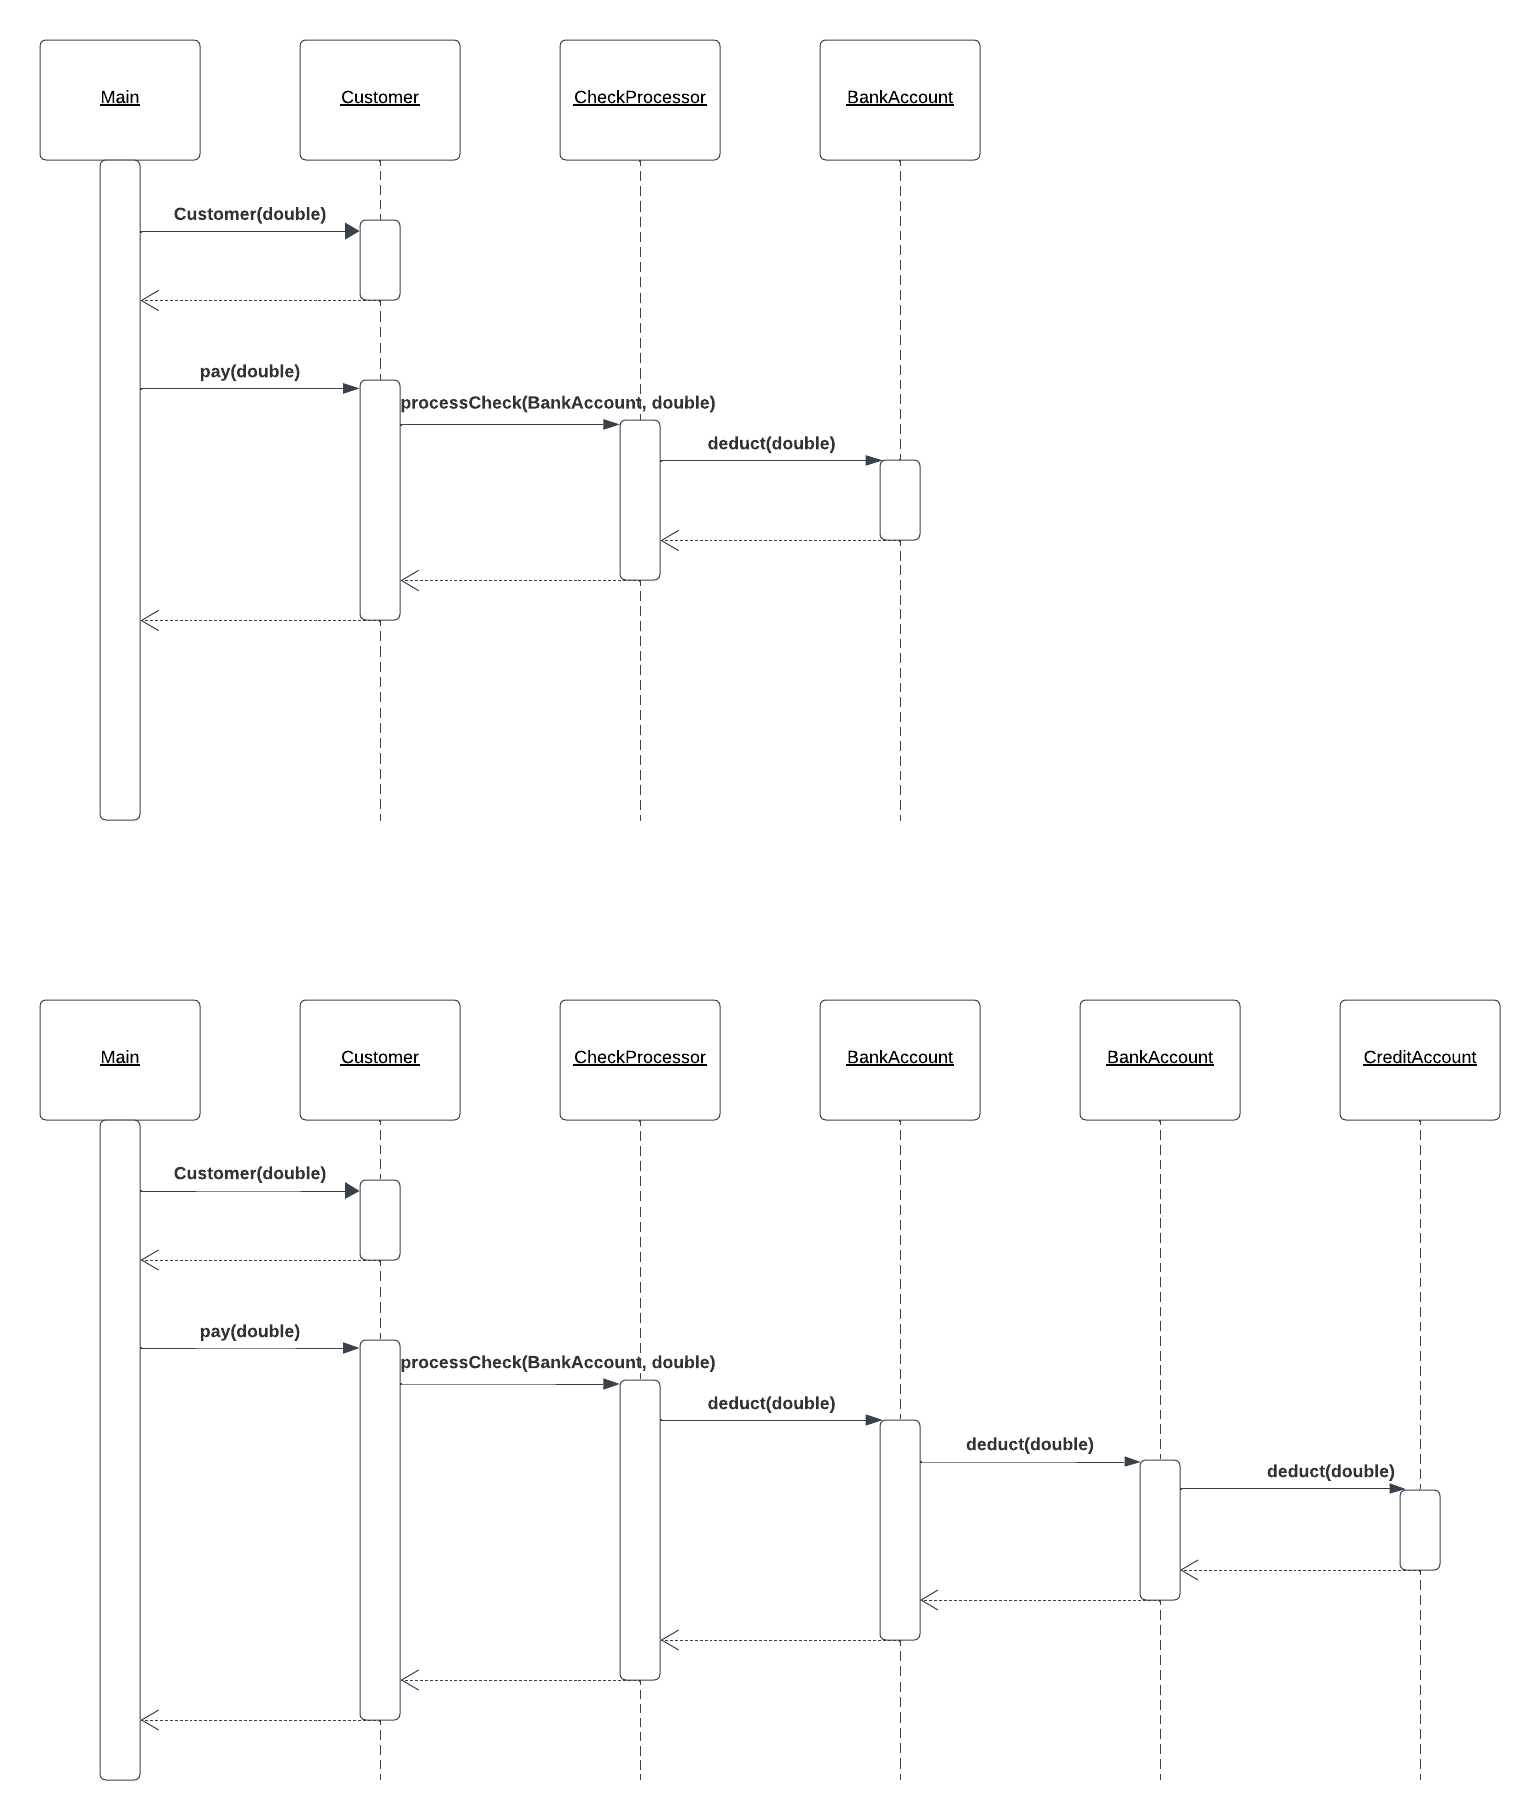 Main
Customer
CheckProcessor
BankAccount
Customer(double)
pay(double)
processCheck(BankAccount, double)
deduct(double)
Main
Customer
CheckProcessor
BankAccount
BankAccount
CreditAccount
Customer(double)
pay(double)
processCheck(BankAccount, double)
deduct(double)
deduct(double)
deduct(double)